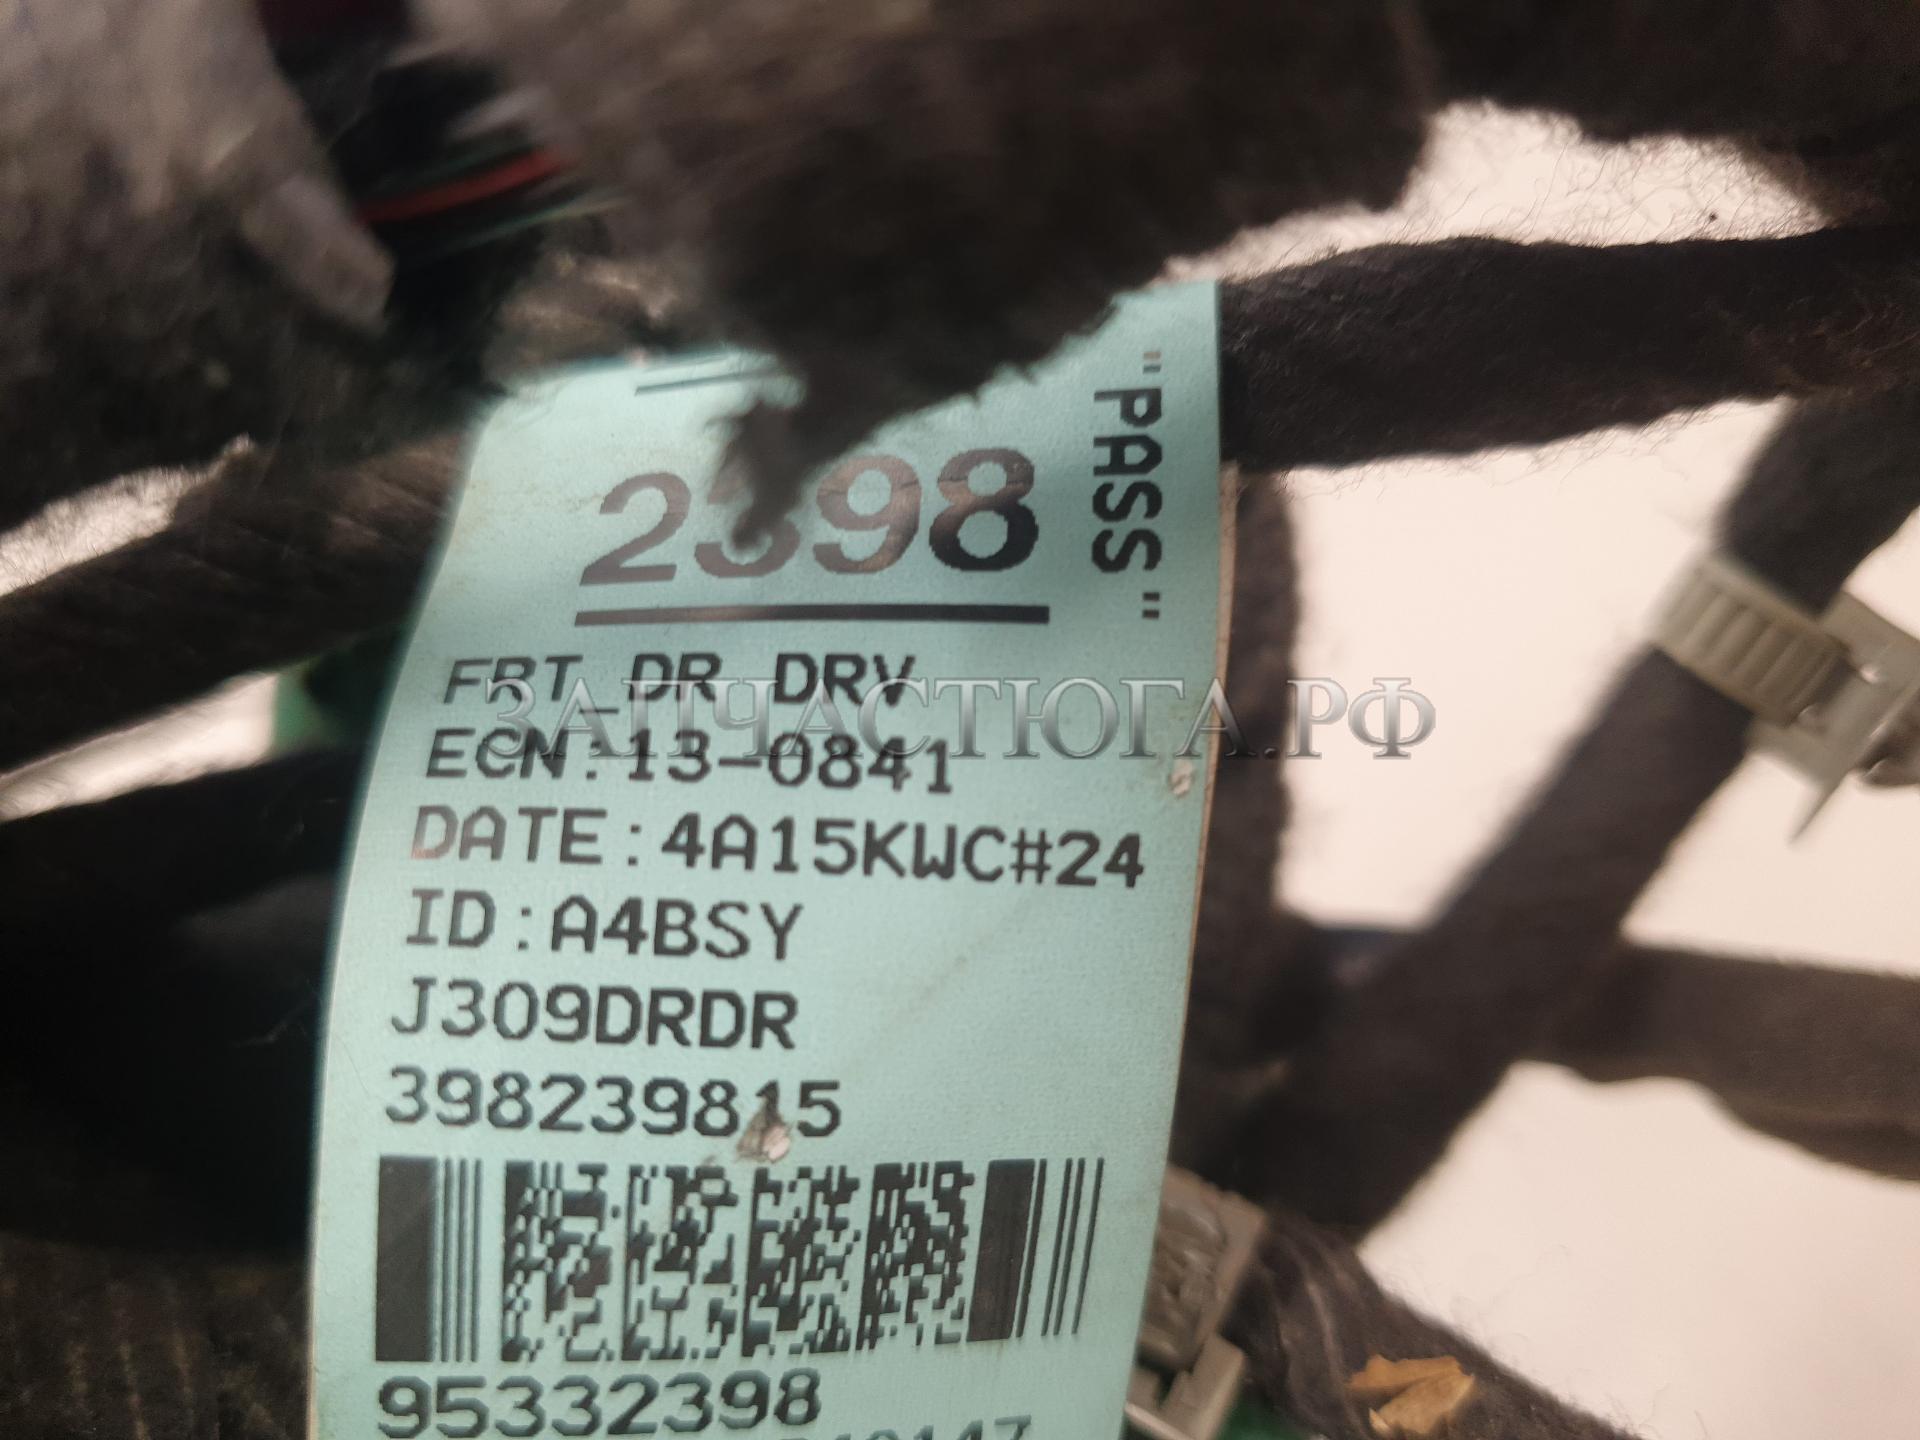 2398
"PASS"
FRT_DR_DRV
ЗАПЧАСТЮГА.РФ
ECN:13-0841
DATE:4A15KWC#24
ID:A4BSY
J309DRDR
398239815
95332398